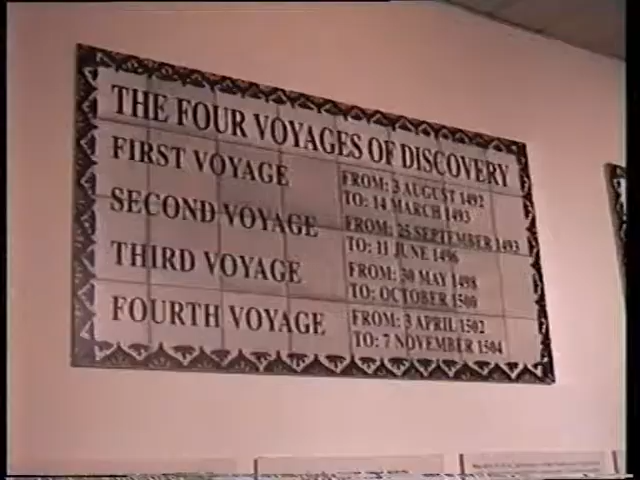 THE FOUR VOYAGES OF DISCOVERY
FIRST VOYAGE
FROM: 3 AUGUST 1492
TO: 14 MARCH 1493
SECOND VOYAGE
FROM: 25 SEPTEMBER 1493
TO: 11 JUNE 1496
THIRD VOYAGE
FROM: 30 MAY 1498
TO: OCTOBER 1500
FOURTH VOYAGE
FROM: 3 APRIL 1502
TO: 7 NOVEMBER 1504